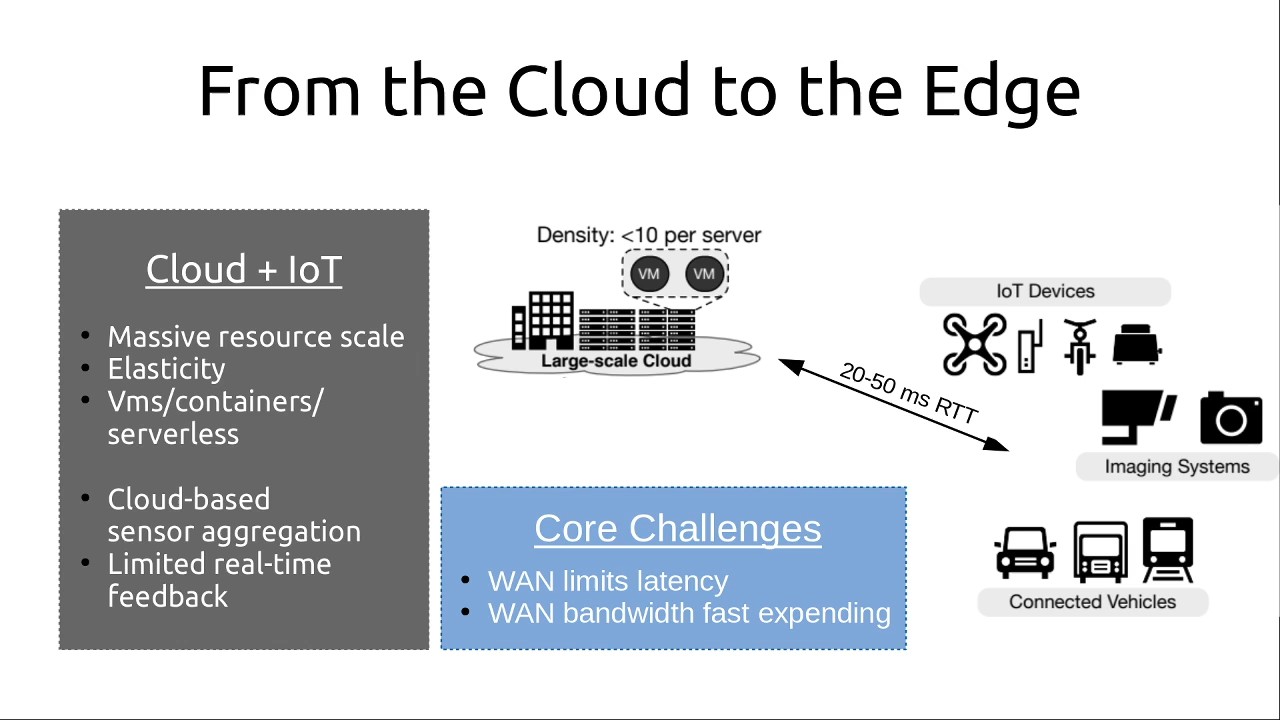 From the Cloud to the Edge
Cloud + IoT
• Massive resource scale
• Elasticity
• Vms/containers/
serverless
• Cloud-based
sensor aggregation
• Limited real-time
feedback
Density: <10 per server
VM VM
Large-scale Cloud
20-50 ms RTT
IoT Devices
Imaging Systems
Connected Vehicles
Core Challenges
• WAN limits latency
• WAN bandwidth fast expending